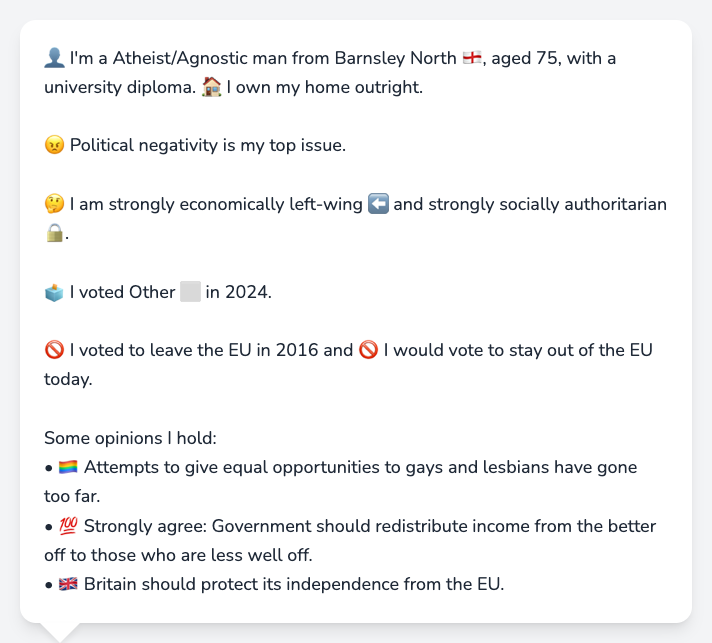 👤 I'm a Atheist/Agnostic man from Barnsley North 🏴󠁧󠁢󠁥󠁮󠁧󠁿, aged 75, with a
university diploma. 🏠 I own my home outright.
😠 Political negativity is my top issue.
🤔 I am strongly economically left-wing ⬅️ and strongly socially authoritarian
🔒.
🗳️ I voted Other ⬜ in 2024.
🚫 I voted to leave the EU in 2016 and 🚫 I would vote to stay out of the EU
today.
Some opinions I hold:
• 🏳️‍🌈 Attempts to give equal opportunities to gays and lesbians have gone
too far.
• 💯 Strongly agree: Government should redistribute income from the better
off to those who are less well off.
• 🇬🇧 Britain should protect its independence from the EU.